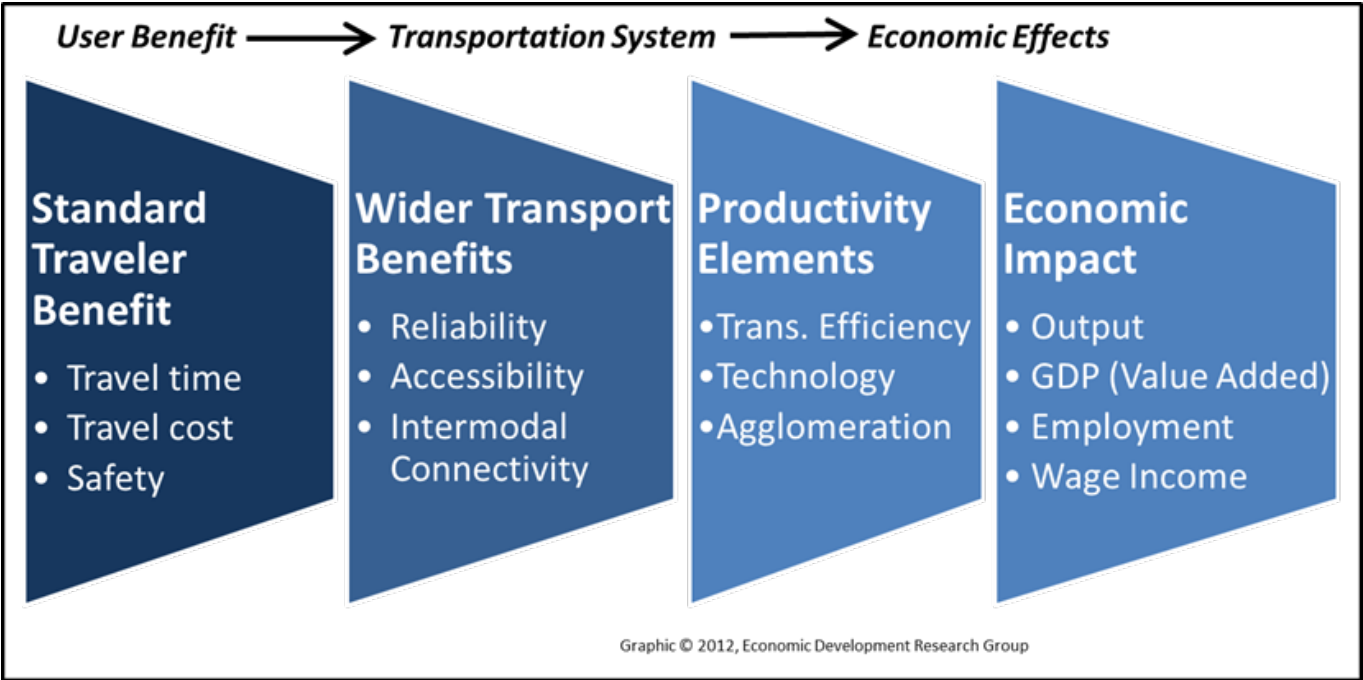 User Benefit → Transportation System → Economic Effects
Standard
Traveler
Benefit
• Travel time
• Travel cost
• Safety
Wider Transport
Benefits
• Reliability
• Accessibility
• Intermodal
Connectivity
Productivity
Elements
•Trans. Efficiency
•Technology
•Agglomeration
Economic
Impact
• Output
• GDP (Value Added)
• Employment
• Wage Income
Graphic © 2012, Economic Development Research Group